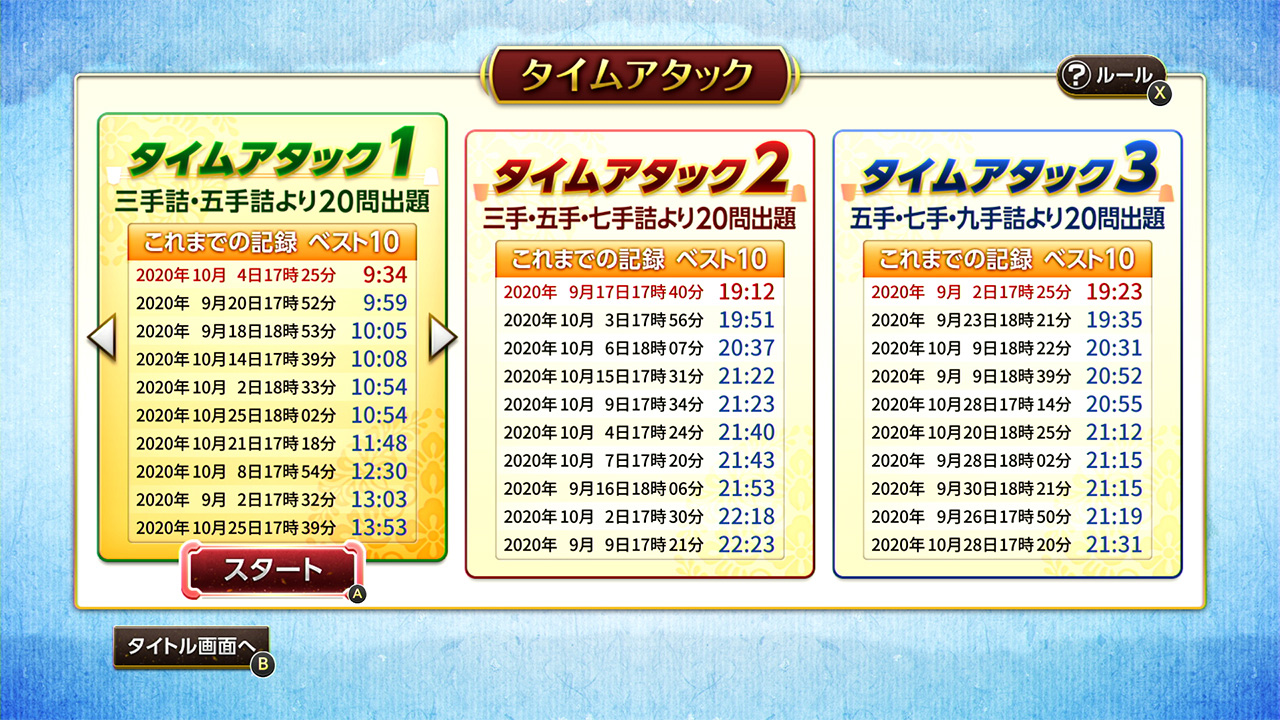 タイムアタック
? ルール
X
タイムアタック1
三手詰・五手詰より20問出題
これまでの記録 ベスト10
2020年10月 4日17時25分 9:34
2020年 9月20日17時52分 9:59
2020年 9月18日18時53分 10:05
2020年10月14日17時39分 10:08
2020年10月 2日18時33分 10:54
2020年10月25日18時02分 10:54
2020年10月21日17時18分 11:48
2020年10月 8日17時54分 12:30
2020年 9月 2日17時32分 13:03
2020年10月25日17時39分 13:53
スタート
A
タイムアタック2
三手・五手・七手詰より20問出題
これまでの記録 ベスト10
2020年 9月17日17時40分 19:12
2020年10月 3日17時56分 19:51
2020年10月 6日18時07分 20:37
2020年10月15日17時31分 21:22
2020年10月 9日17時34分 21:23
2020年10月 4日17時24分 21:40
2020年10月 7日17時20分 21:43
2020年 9月16日18時06分 21:53
2020年10月 2日17時30分 22:18
2020年 9月 9日17時21分 22:23
タイムアタック3
五手・七手・九手詰より20問出題
これまでの記録 ベスト10
2020年 9月 2日17時25分 19:23
2020年 9月23日18時21分 19:35
2020年10月 9日18時22分 20:31
2020年 9月 9日18時39分 20:52
2020年10月28日17時14分 20:55
2020年10月20日18時25分 21:12
2020年 9月28日18時02分 21:15
2020年 9月30日18時21分 21:15
2020年 9月26日17時50分 21:19
2020年10月28日17時20分 21:31
タイトル画面へ
B